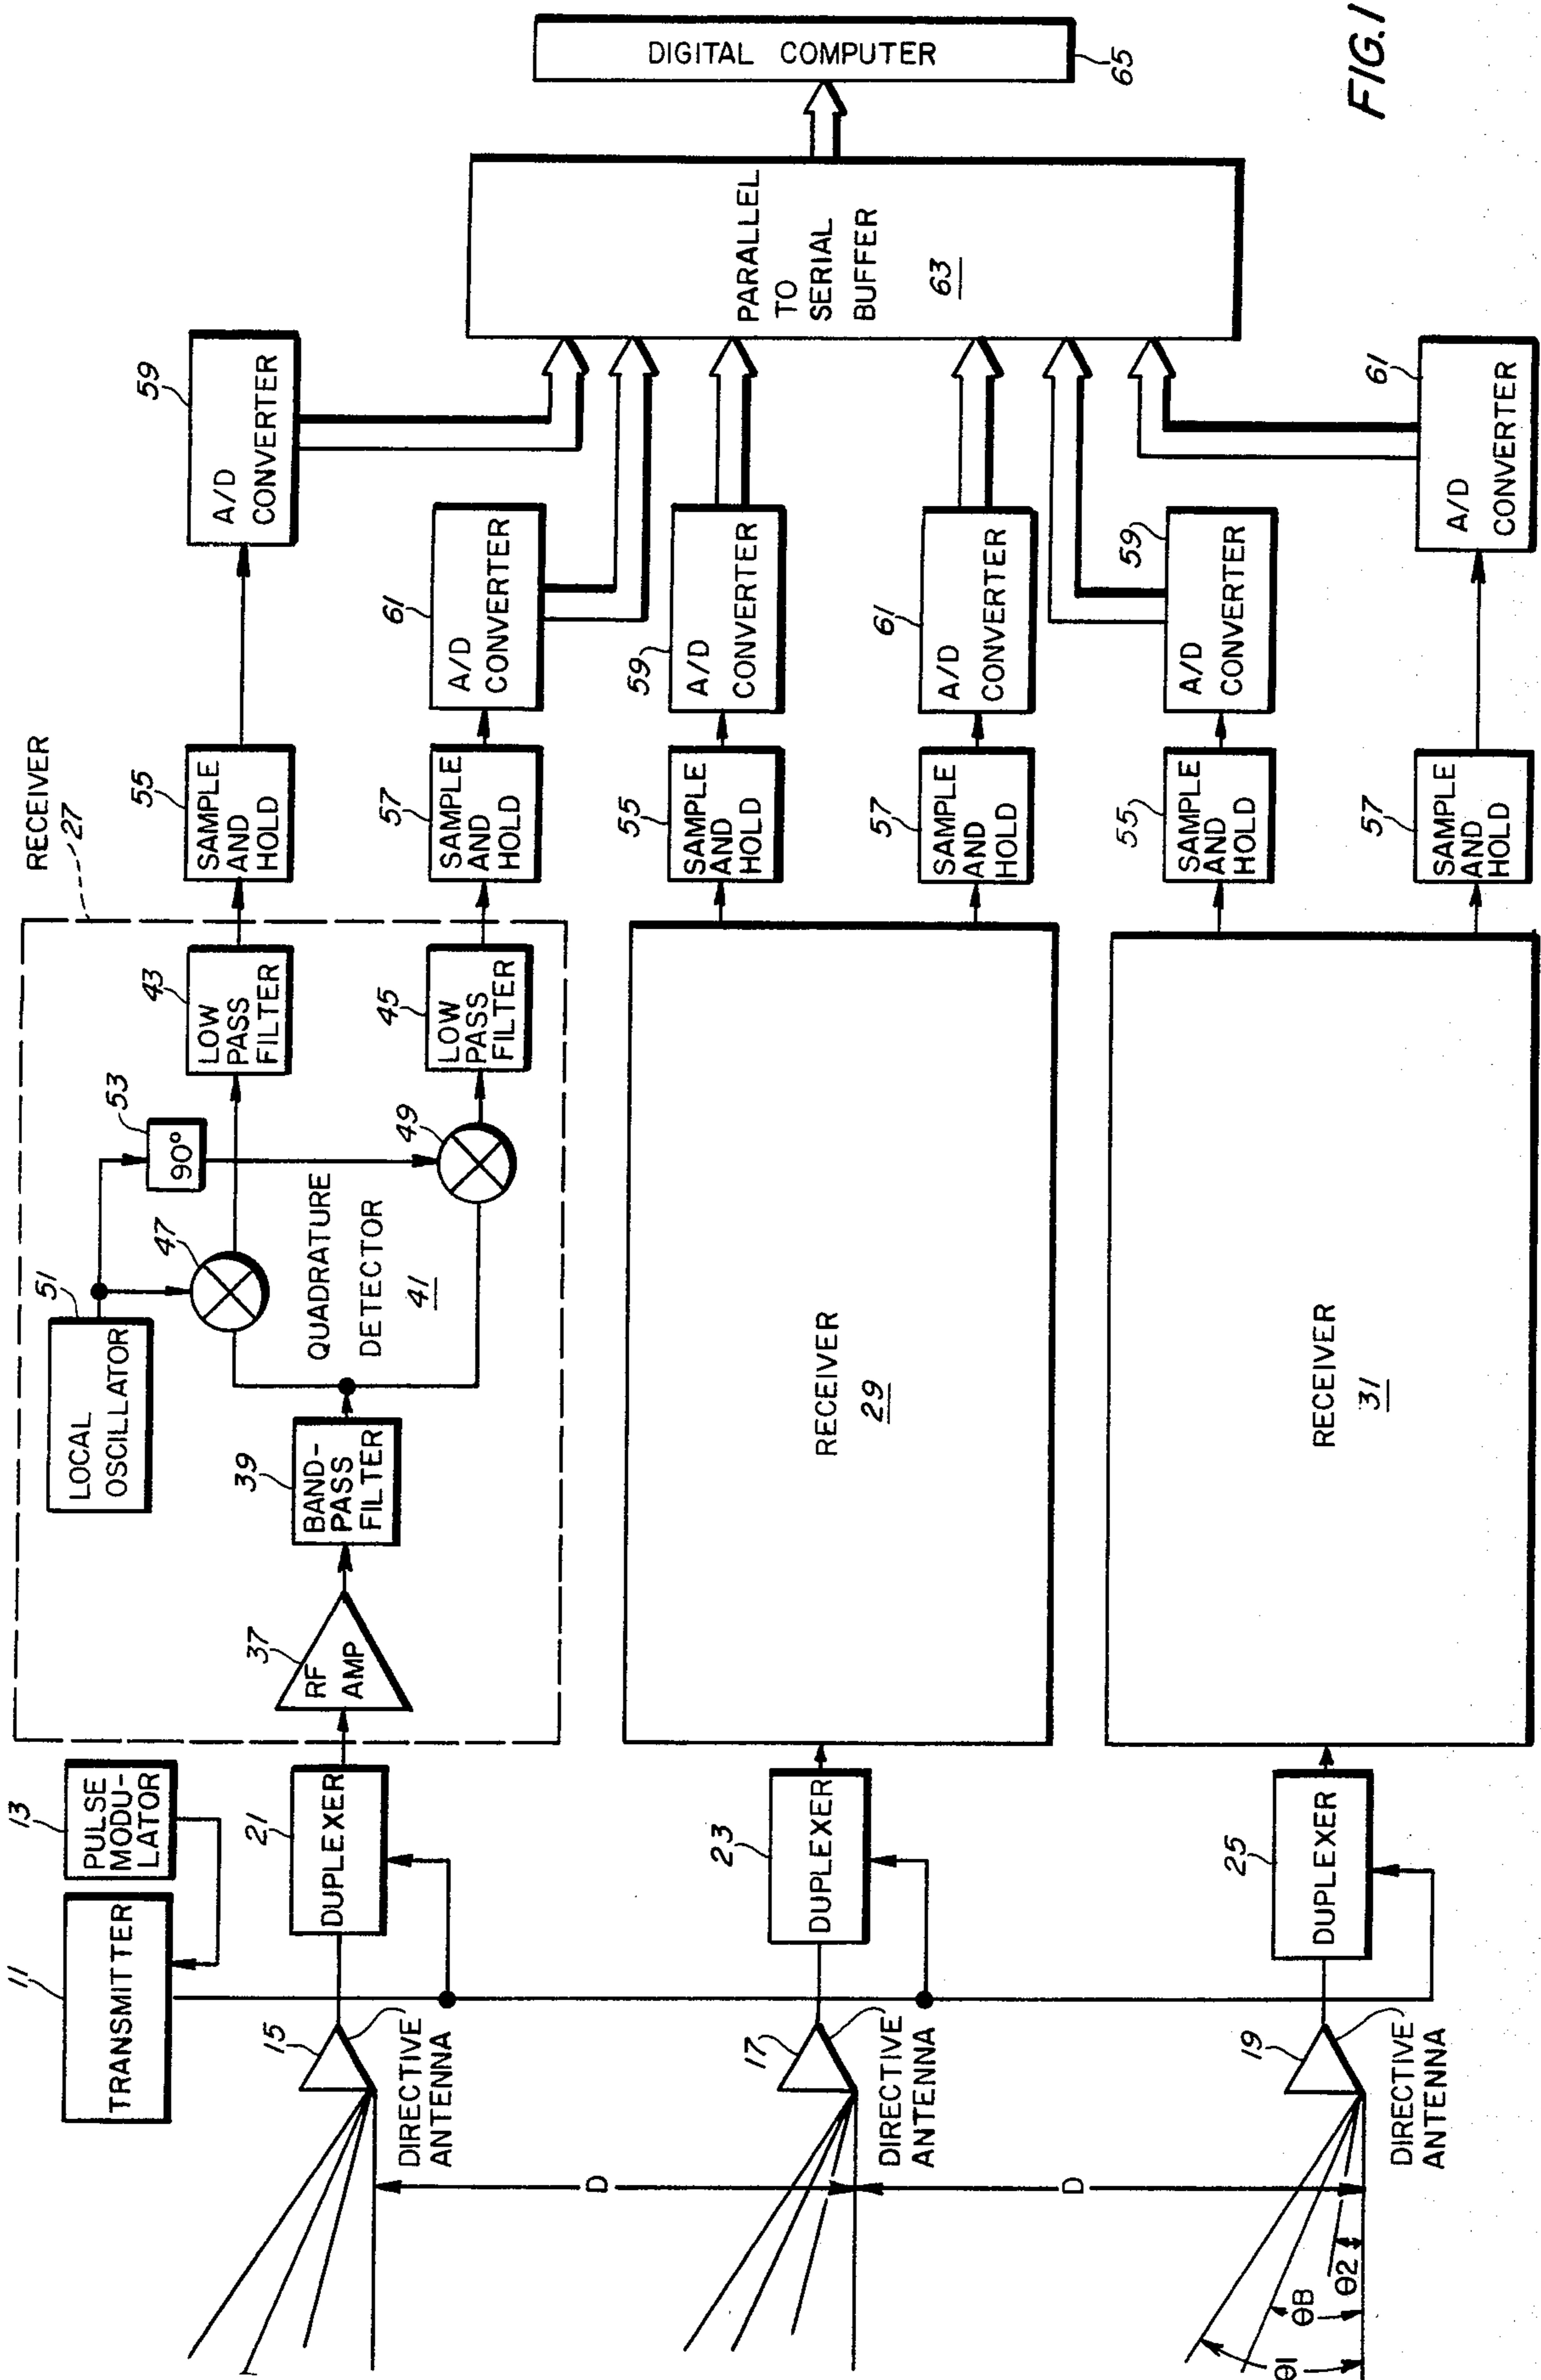 FIG. 1
TRANSMITTER
11
PULSE
MODU-
LATOR
13
15
DIRECTIVE
ANTENNA
DUPLEXER
21
RECEIVER
27
RF
AMP
37
BAND-
PASS
FILTER
39
LOCAL
OSCILLATOR
51
47
90°
53
49
QUADRATURE
DETECTOR
41
LOW
PASS
FILTER
43
LOW
PASS
FILTER
45
SAMPLE
AND
HOLD
55
SAMPLE
AND
HOLD
57
A/D
CONVERTER
59
A/D
CONVERTER
61
D
17
DIRECTIVE
ANTENNA
DUPLEXER
23
RECEIVER
29
SAMPLE
AND
HOLD
55
SAMPLE
AND
HOLD
57
A/D
CONVERTER
59
A/D
CONVERTER
61
D
19
DIRECTIVE
ANTENNA
θ1
θB
θ2
DUPLEXER
25
RECEIVER
31
SAMPLE
AND
HOLD
55
SAMPLE
AND
HOLD
57
A/D
CONVERTER
59
A/D
CONVERTER
61
PARALLEL
TO
SERIAL
BUFFER
63
DIGITAL COMPUTER
65